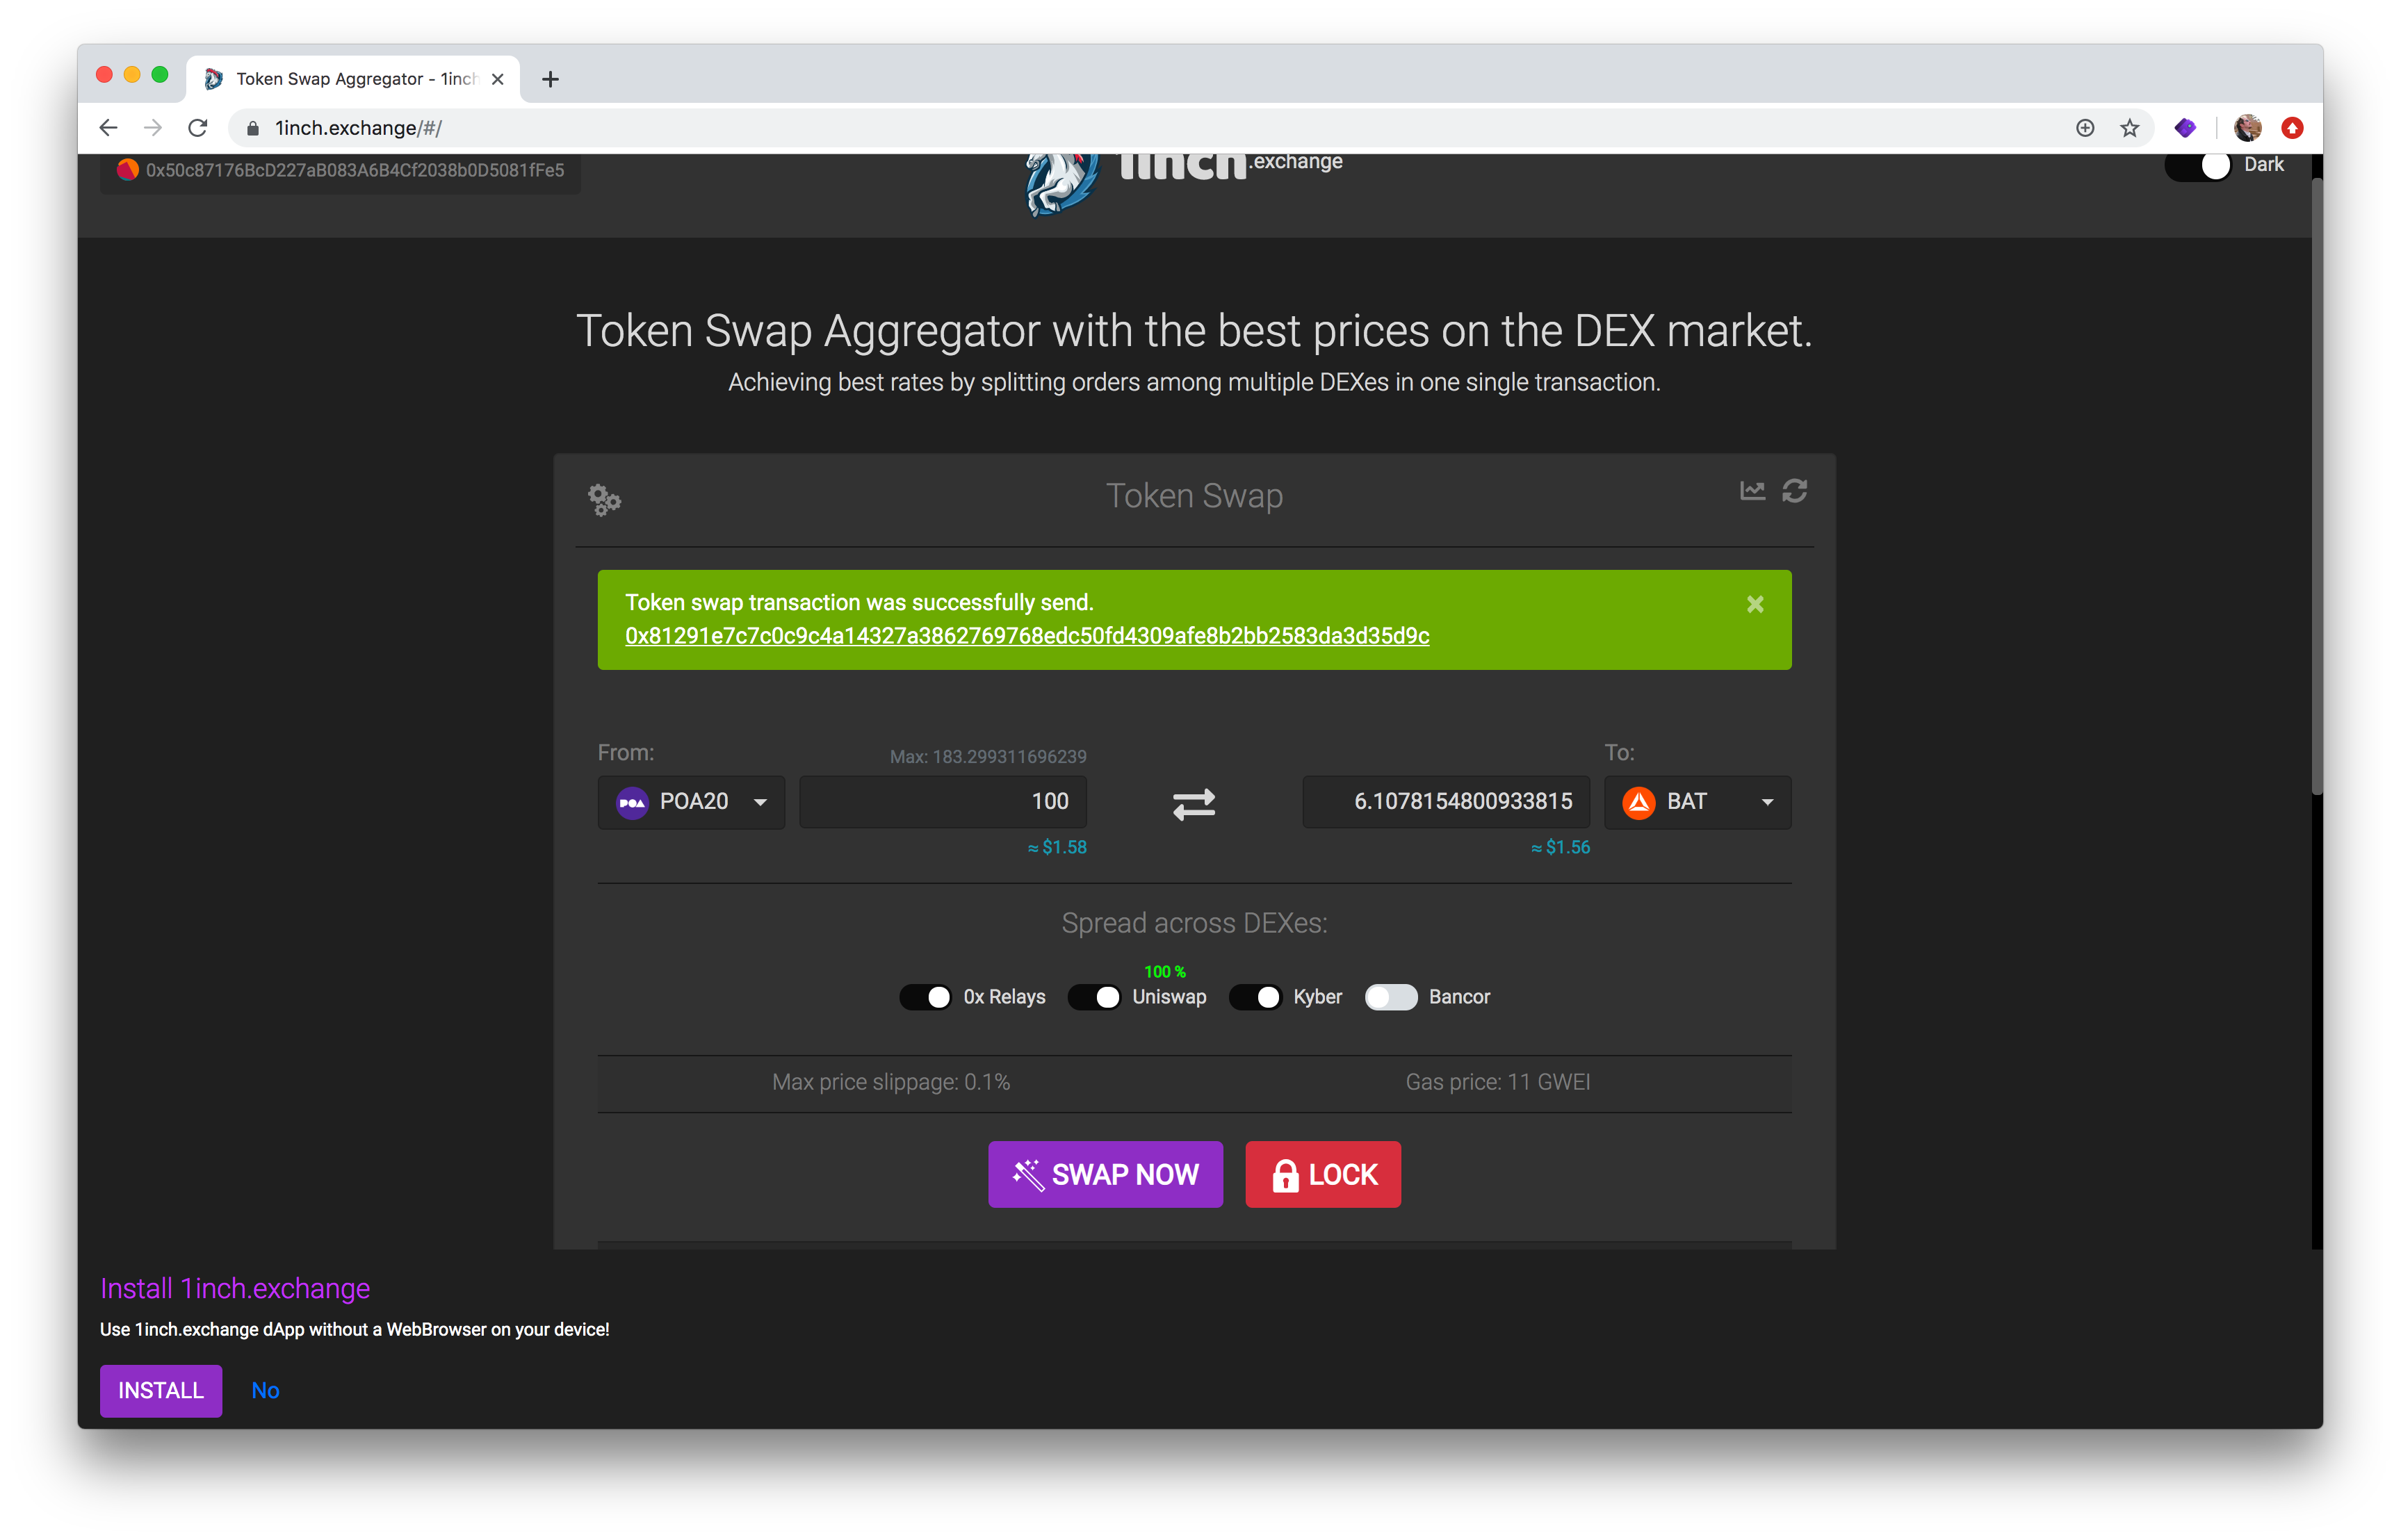 Token Swap Aggregator - 1inch
1inch.exchange/#/
0x50c87176BcD227aB083A6B4Cf2038b0D5081fFe5
1inch.exchange
Dark
Token Swap Aggregator with the best prices on the DEX market.
Achieving best rates by splitting orders among multiple DEXes in one single transaction.
Token Swap
Token swap transaction was successfully send.
0x81291e7c7c0c9c4a14327a3862769768edc50fd4309afe8b2bb2583da3d35d9c
From:
Max: 183.299311696239
To:
POA POA20
100
6.1078154800933815
BAT
≈ $1.58
≈ $1.56
Spread across DEXes:
100 %
0x Relays
Uniswap
Kyber
Bancor
Max price slippage: 0.1%
Gas price: 11 GWEI
SWAP NOW
LOCK
Install 1inch.exchange
Use 1inch.exchange dApp without a WebBrowser on your device!
INSTALL
No